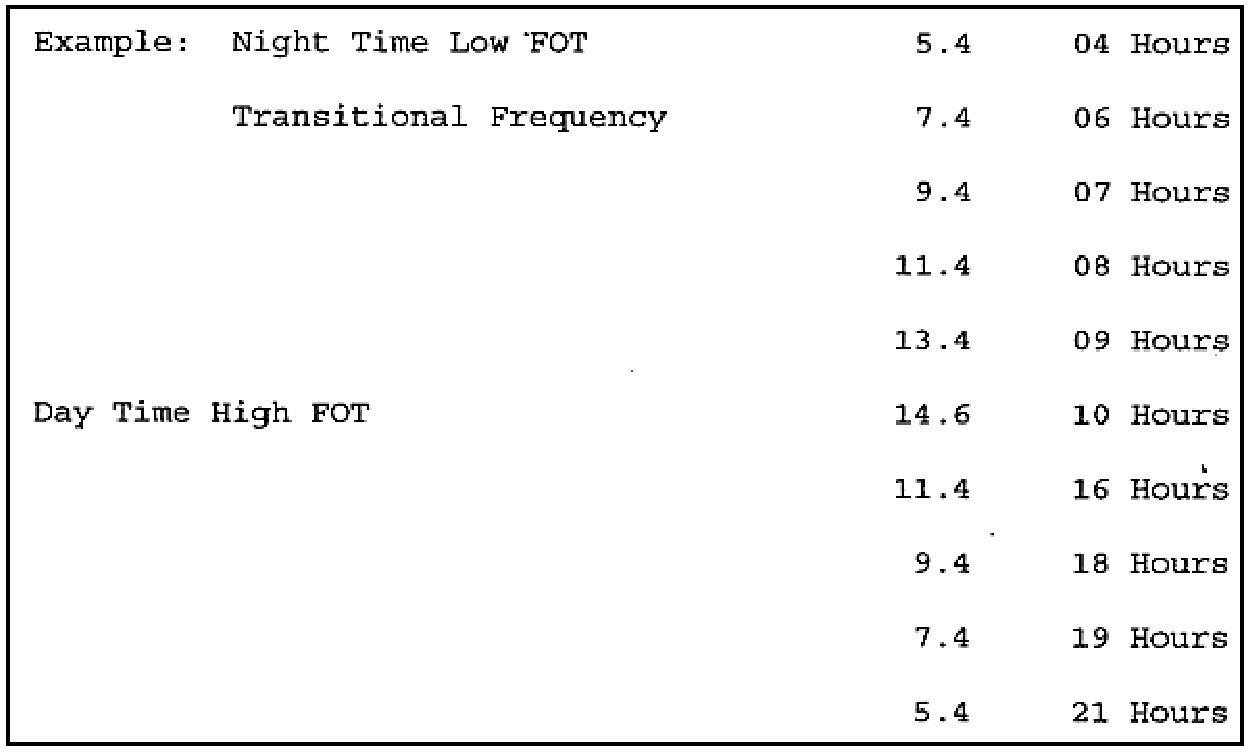 Example: Night Time Low FOT 5.4 04 Hours
Transitional Frequency 7.4 06 Hours
9.4 07 Hours
11.4 08 Hours
13.4 09 Hours
Day Time High FOT 14.6 10 Hours
11.4 16 Hours
9.4 18 Hours
7.4 19 Hours
5.4 21 Hours